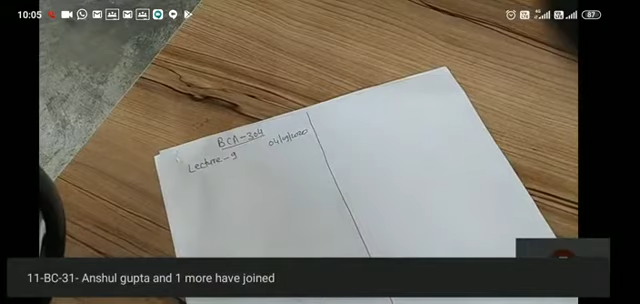 10:05
4G
87
BCA-304
Lecture-9
04/09/2020
11-BC-31- Anshul gupta and 1 more have joined